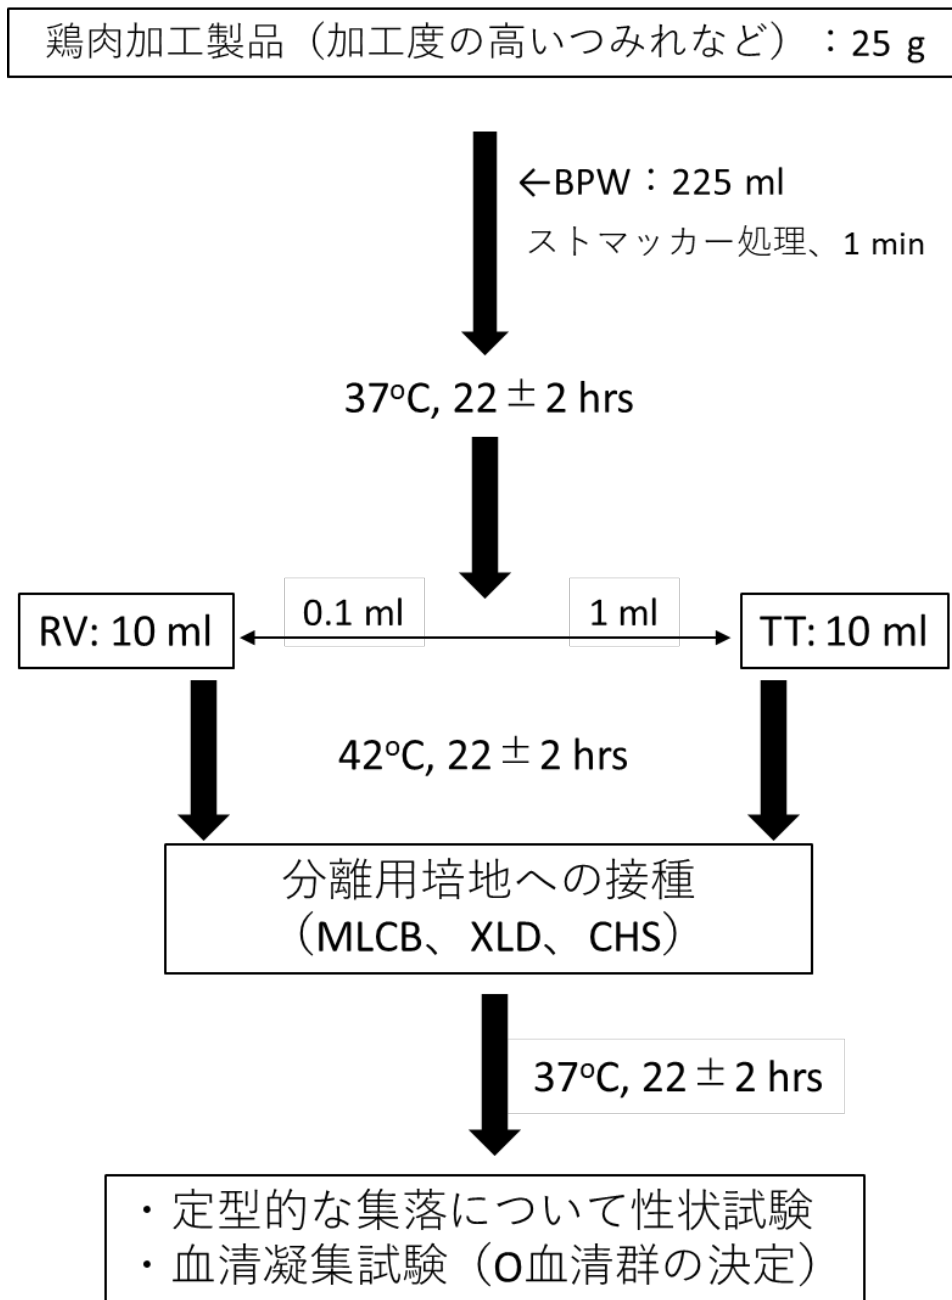 鶏肉加工製品（加工度の高いつみれなど）：25 g
←BPW：225 ml
ストマッカー処理、1 min
37oC, 22 ± 2 hrs
0.1 ml
1 ml
RV: 10 ml
TT: 10 ml
42oC, 22 ± 2 hrs
分離用培地への接種
（MLCB、XLD、CHS）
37oC, 22 ± 2 hrs
・定型的な集落について性状試験
・血清凝集試験（O血清群の決定）